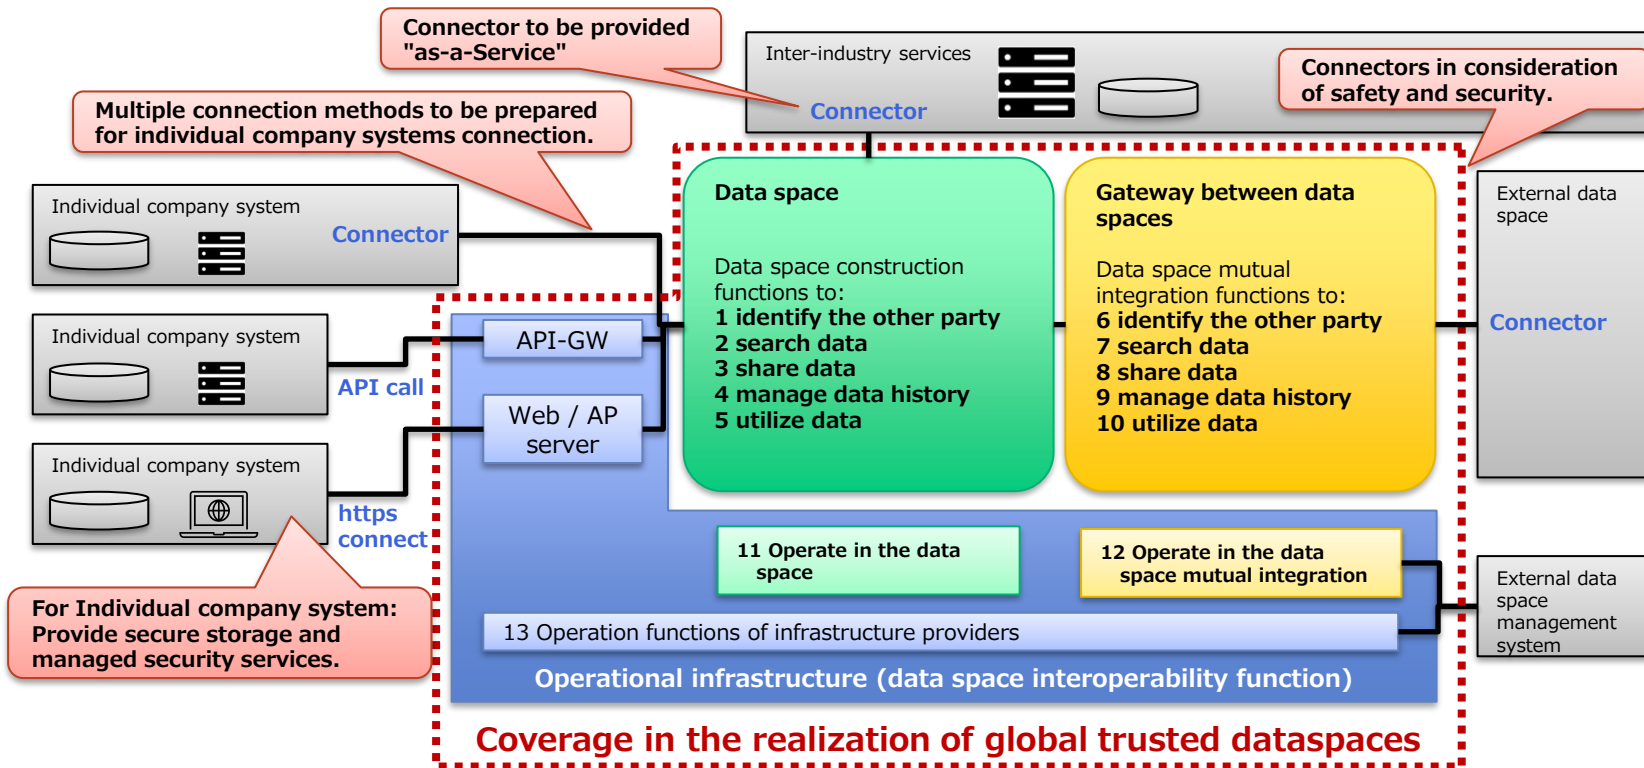 Connector to be provided
"as-a-Service"
Inter-industry services
Connector
Connectors in consideration
of safety and security.
Multiple connection methods to be prepared
for individual company systems connection.
Individual company system
Connector
Individual company system
API call
Individual company system
https
connect
For Individual company system:
Provide secure storage and
managed security services.
API-GW
Web / AP
server
Data space
Data space construction
functions to:
1 identify the other party
2 search data
3 share data
4 manage data history
5 utilize data
Gateway between data
spaces
Data space mutual
integration functions to:
6 identify the other party
7 search data
8 share data
9 manage data history
10 utilize data
External data
space
Connector
11 Operate in the data
space
12 Operate in the data
space mutual integration
13 Operation functions of infrastructure providers
Operational infrastructure (data space interoperability function)
External data
space
management
system
Coverage in the realization of global trusted dataspaces